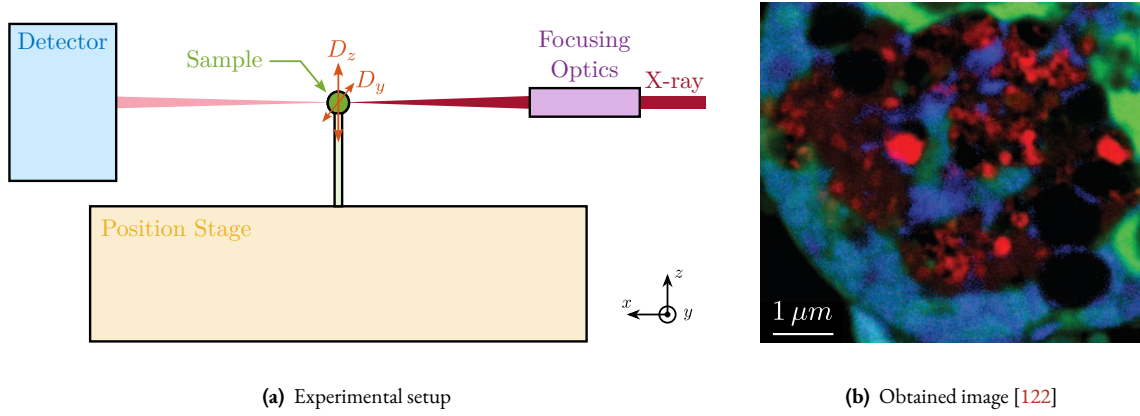 Detector
Sample
D_z
D_y
Focusing
Optics
X-ray
Position Stage
z
x
y
1 μm
(a) Experimental setup
(b) Obtained image [122]